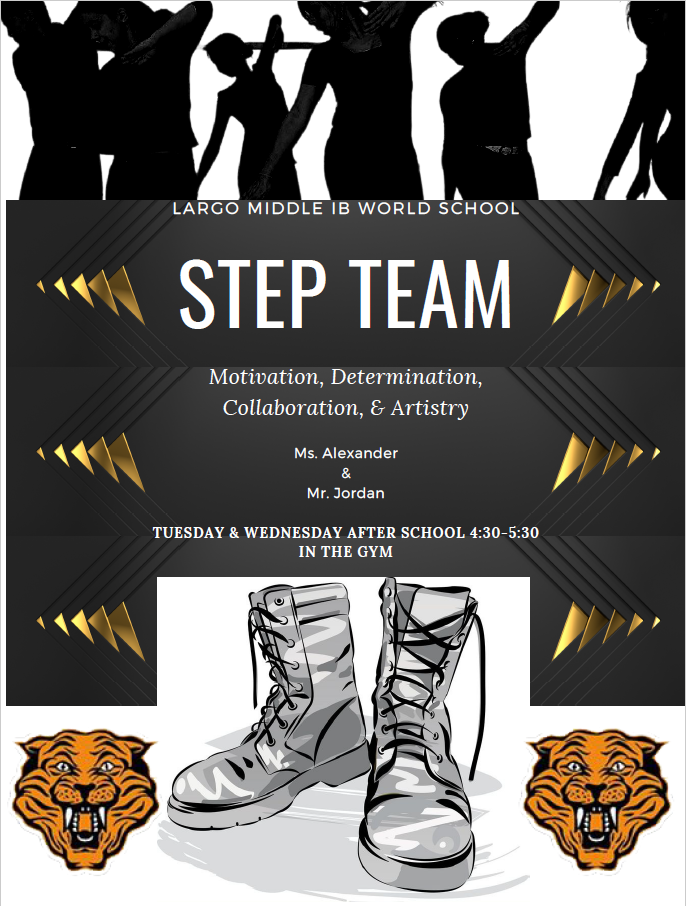 LARGO MIDDLE IB WORLD SCHOOL
STEP TEAM
Motivation, Determination,
Collaboration, & Artistry
Ms. Alexander
&
Mr. Jordan
TUESDAY & WEDNESDAY AFTER SCHOOL 4:30-5:30
IN THE GYM